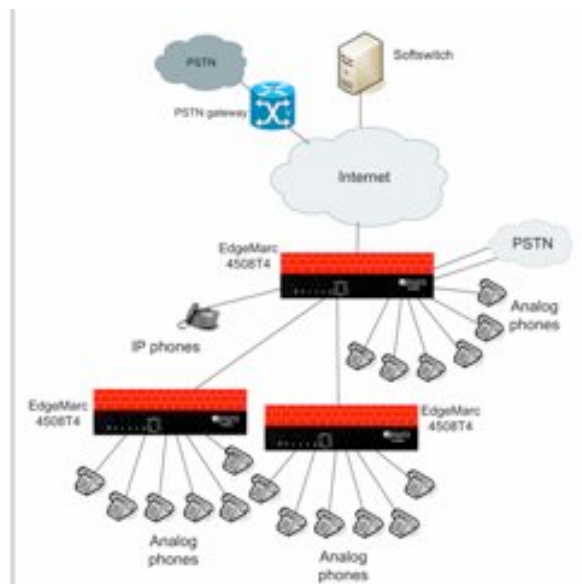 PSTN
Softswitch
PSTN gateway
Internet
EdgeMarc
4508T4
PSTN
Analog
phones
IP phones
EdgeMarc
4508T4
EdgeMarc
4508T4
Analog
phones
Analog
phones